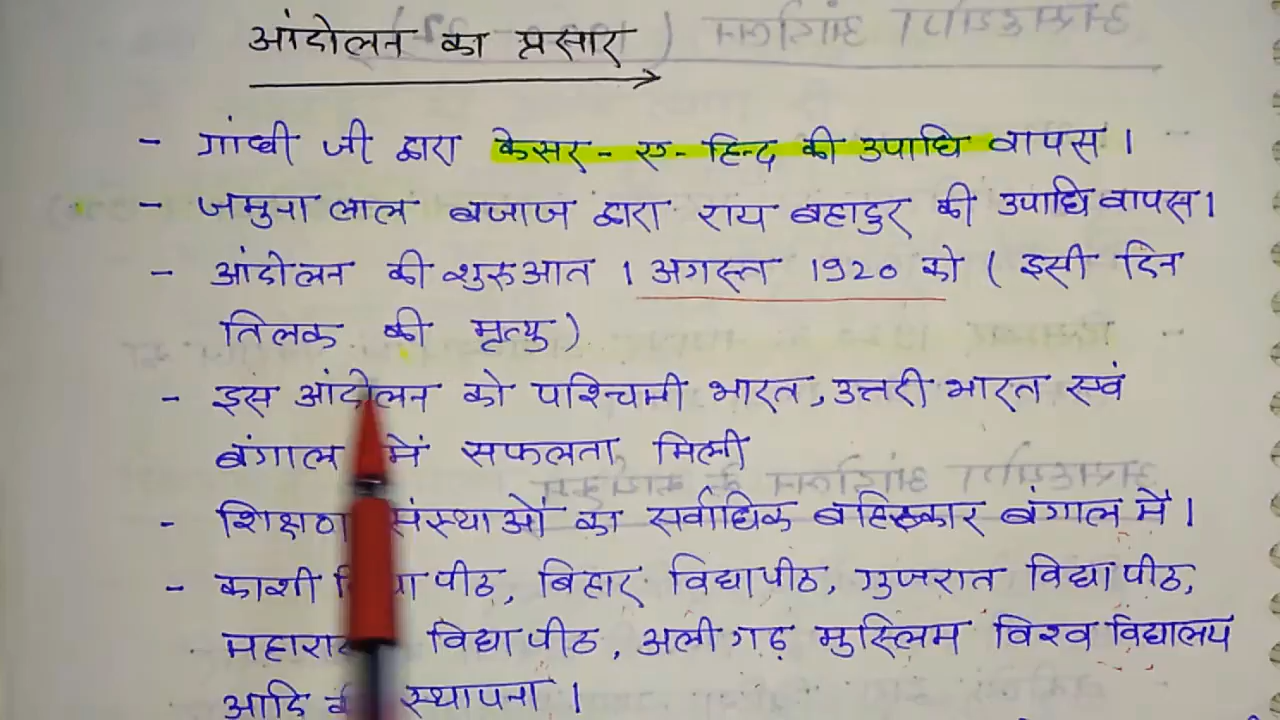 आंदोलन का प्रसार
- गांधी जी द्वारा केसर - ए - हिन्द की उपाधि वापस ।
- जमुना लाल बजाज द्वारा राय बहादुर की उपाधि वापस।
- आंदोलन की शुरुआत 1 अगस्त 1920 को ( इसी दिन
तिलक की मृत्यु )
- इस आंदोलन को पश्चिमी भारत, उत्तरी भारत एवं
बंगाल में सफलता मिली
- शिक्षण संस्थाओं का सर्वाधिक बहिष्कार बंगाल में ।
- काशी पीठ, बिहार विद्यापीठ, गुजरात विद्यापीठ,
विद्यापीठ, अलीगढ़ मुस्लिम विश्वविद्यालय
आदि स्थापना ।